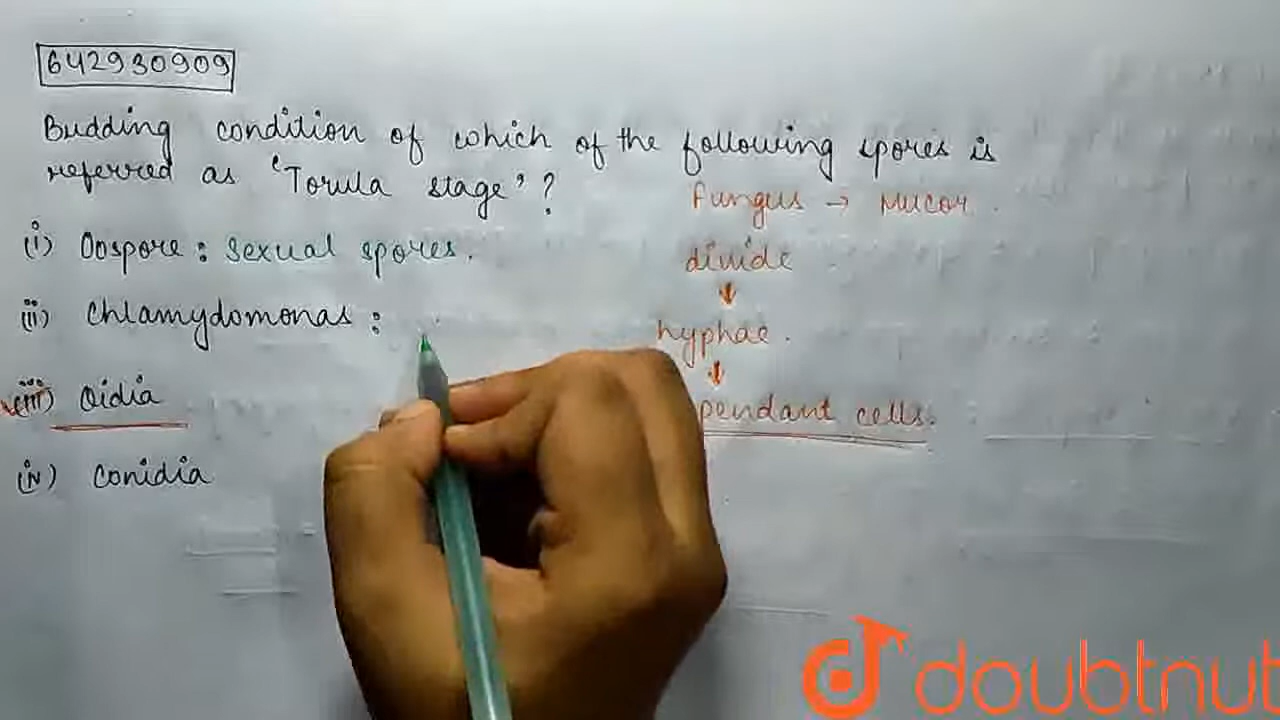 642930909
Budding condition of which of the following spores is
referred as 'Torula stage'?
Fungus → Mucor.
(i) Oospore: Sexual spores.
divide
↓
(ii) Chlamydomonas:
hyphae.
↓
(iii) Oidia
pendant cells.
(iv) Conidia
doubtnut